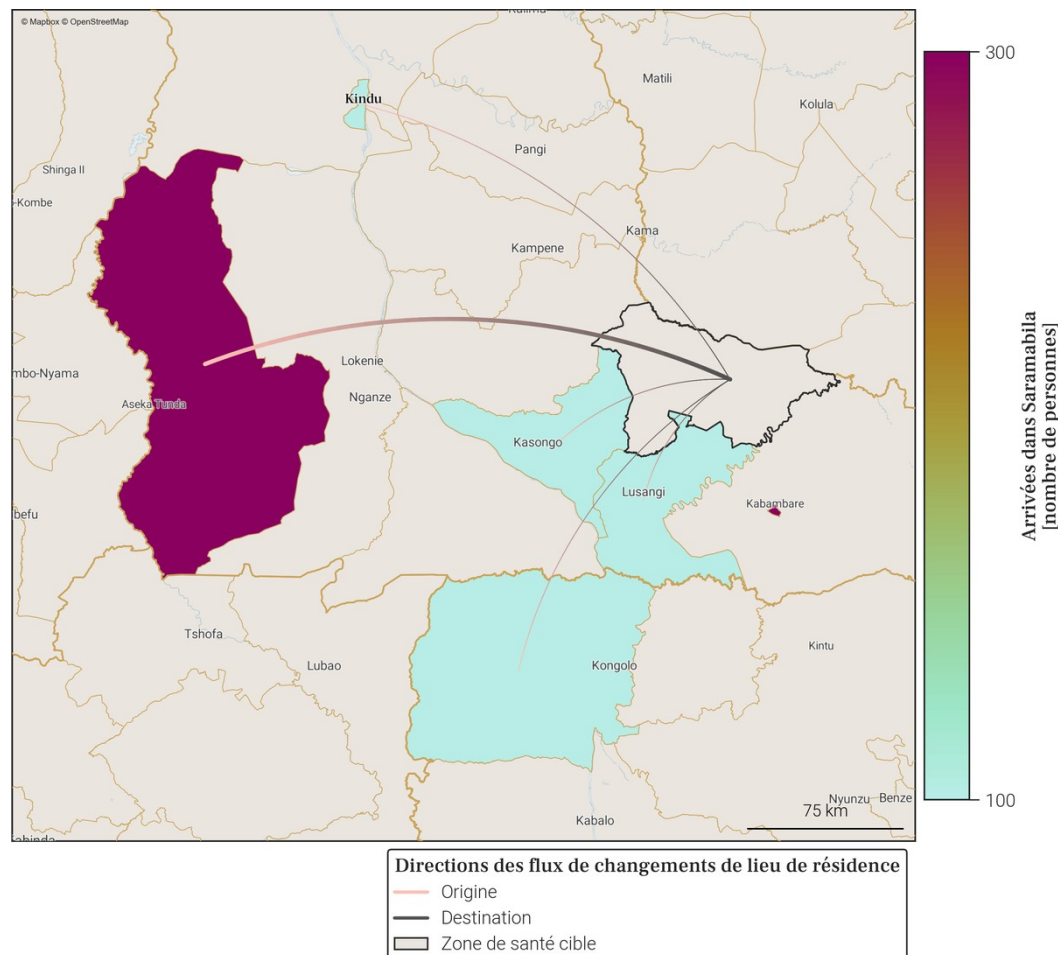 © Mapbox © OpenStreetMap
Kalima
300
Matili
Kindu
Kolula
Pangi
Shinga II
-Kombe
Kama
Kampene
Lokenie
mbo-Nyama
Nganze
Aseka Tunda
Kasongo
Lusangi
Kabambare
befu
Tshofa
Kintu
Lubao
Kongolo
Nyunzu
Benze
100
75 km
Kabalo
Arrivées dans Saramabila
[nombre de personnes]
Directions des flux de changements de lieu de résidence
Origine
Destination
Zone de santé cible